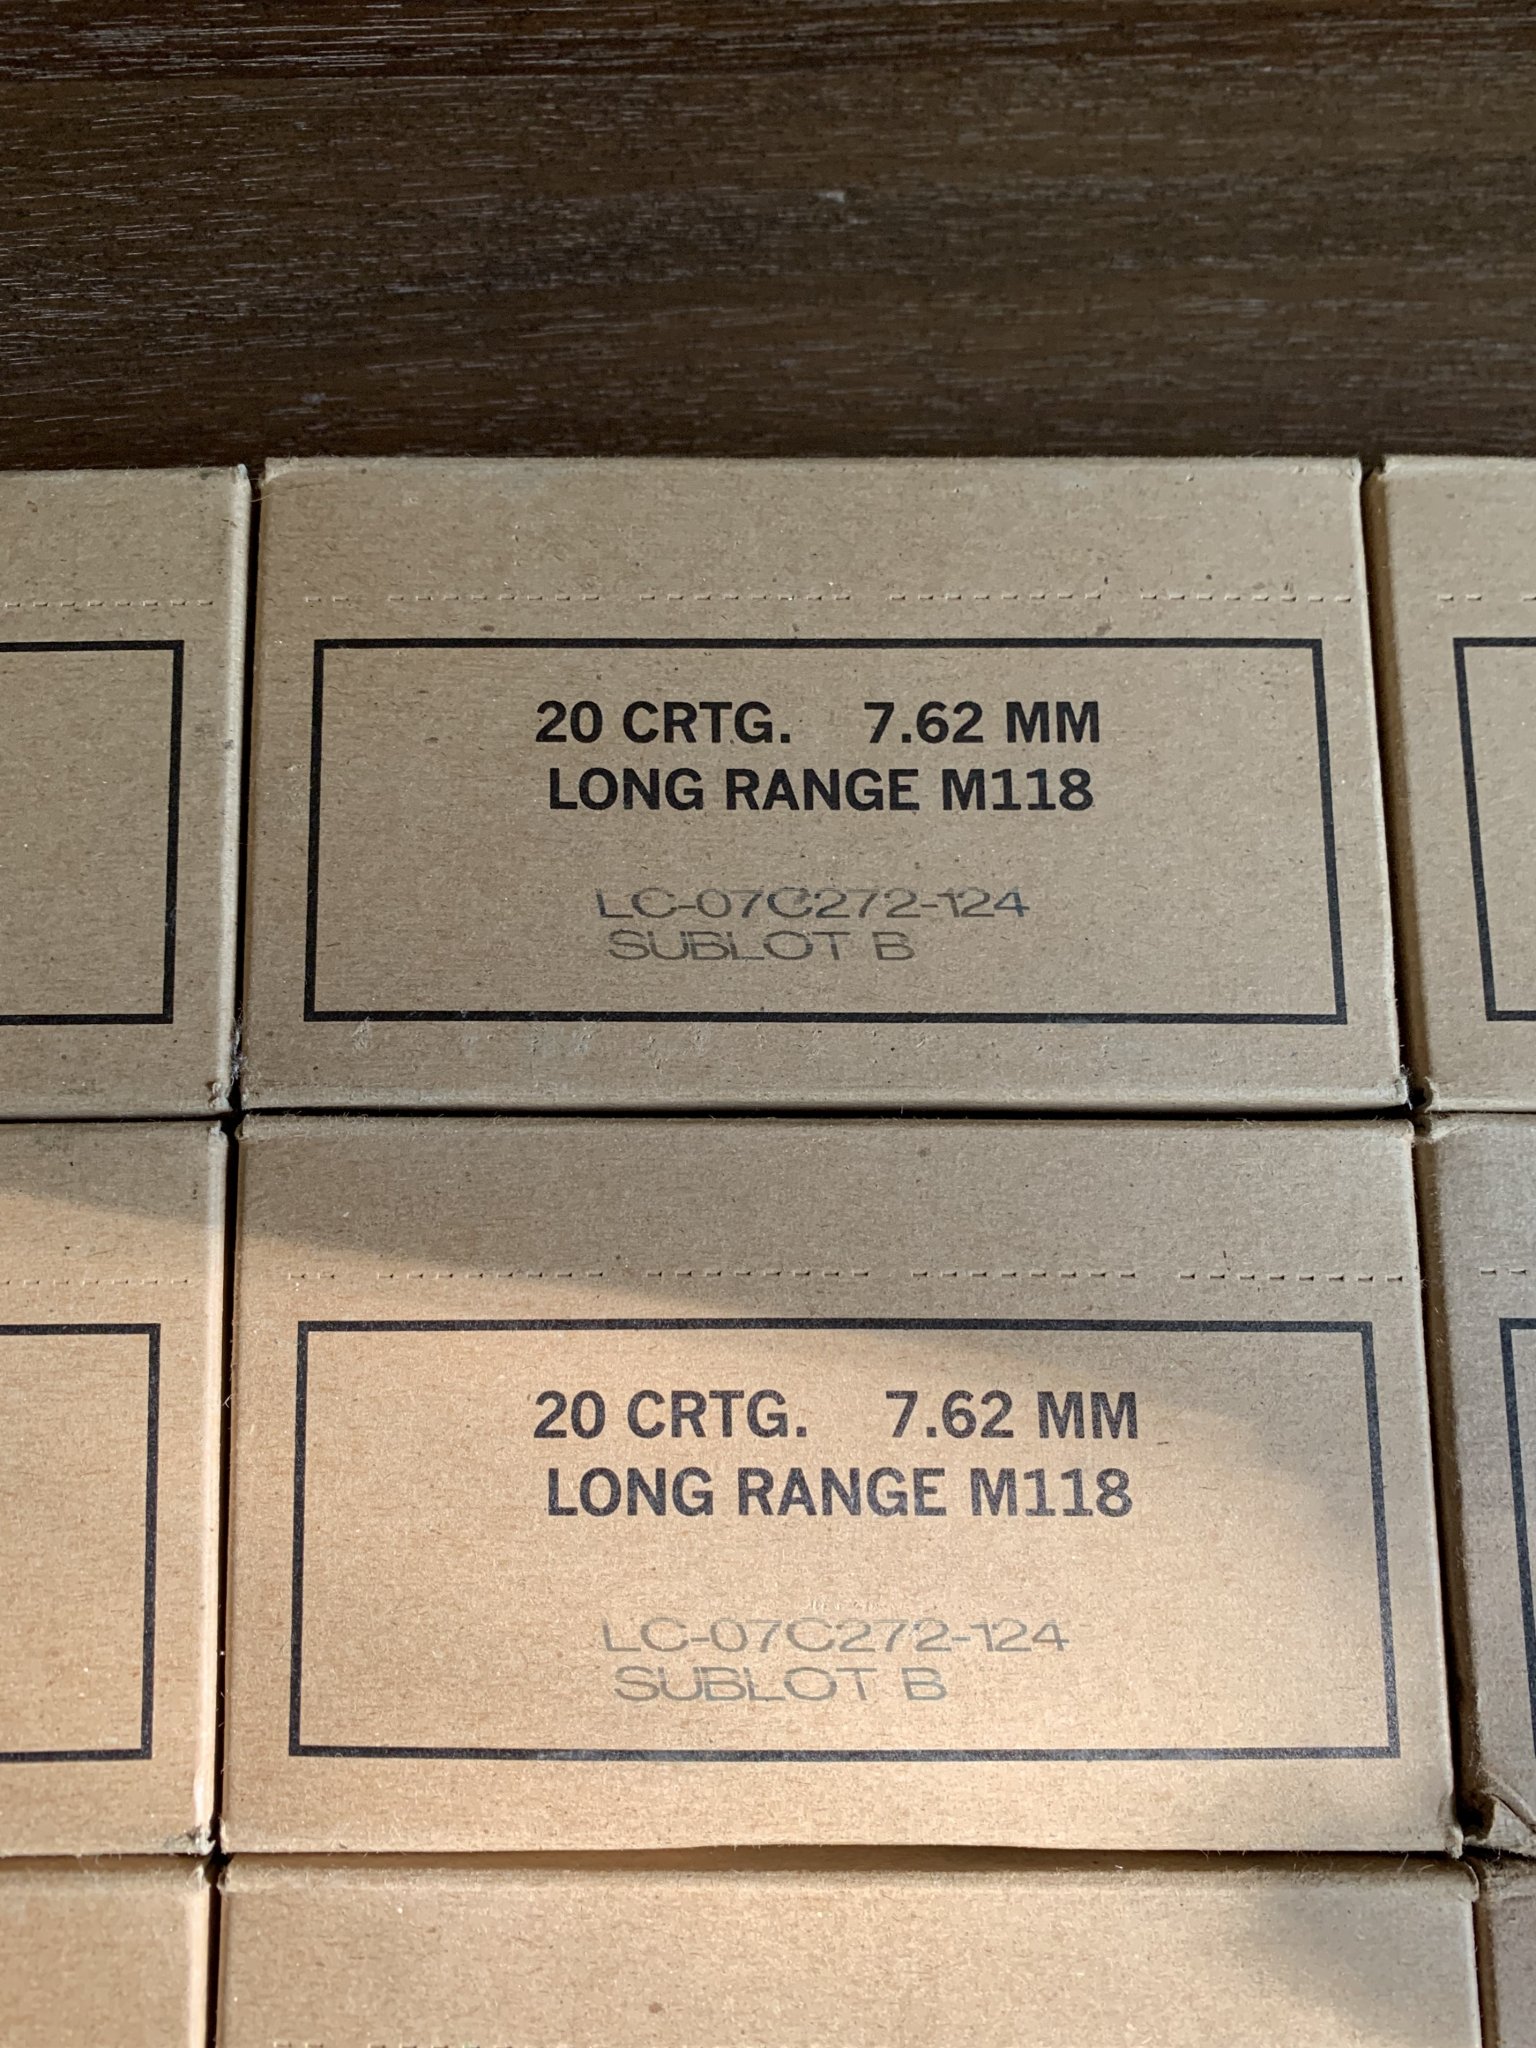 20 CRTG. 7.62 MM
LONG RANGE M118
LC-07C272-124
SUBLOT B
20 CRTG. 7.62 MM
LONG RANGE M118
LC-07C272-124
SUBLOT B